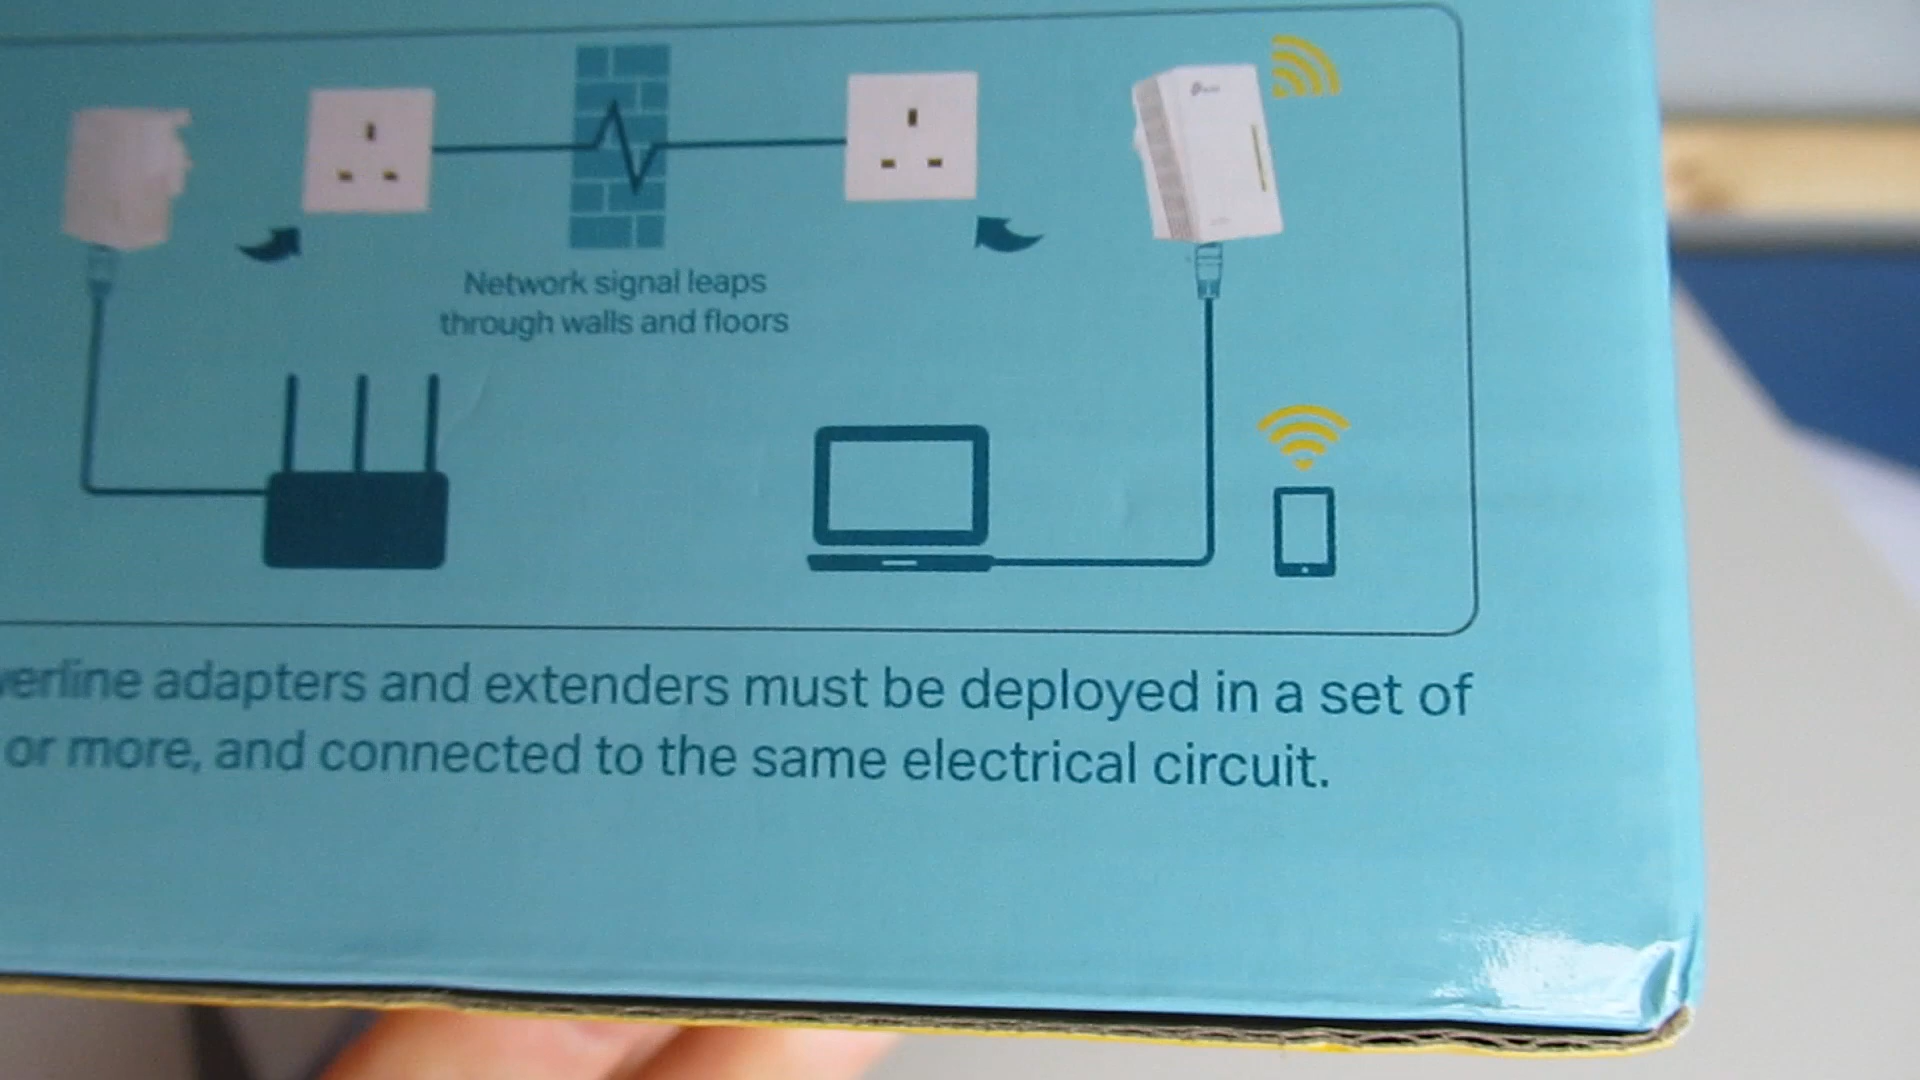 Network signal leaps
through walls and floors
verline adapters and extenders must be deployed in a set of
or more, and connected to the same electrical circuit.